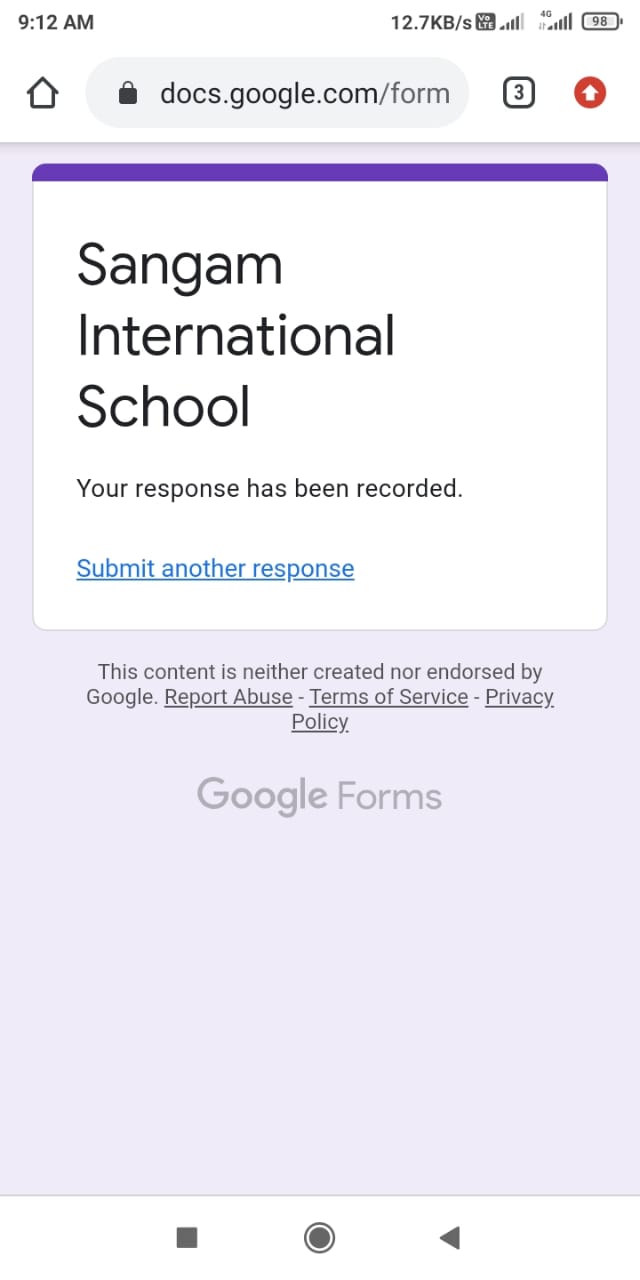 9:12 AM 12.7KB/s Vo LTE 4G 98
docs.google.com/form 3
Sangam
International
School
Your response has been recorded.
Submit another response
This content is neither created nor endorsed by
Google. Report Abuse - Terms of Service - Privacy
Policy
Google Forms